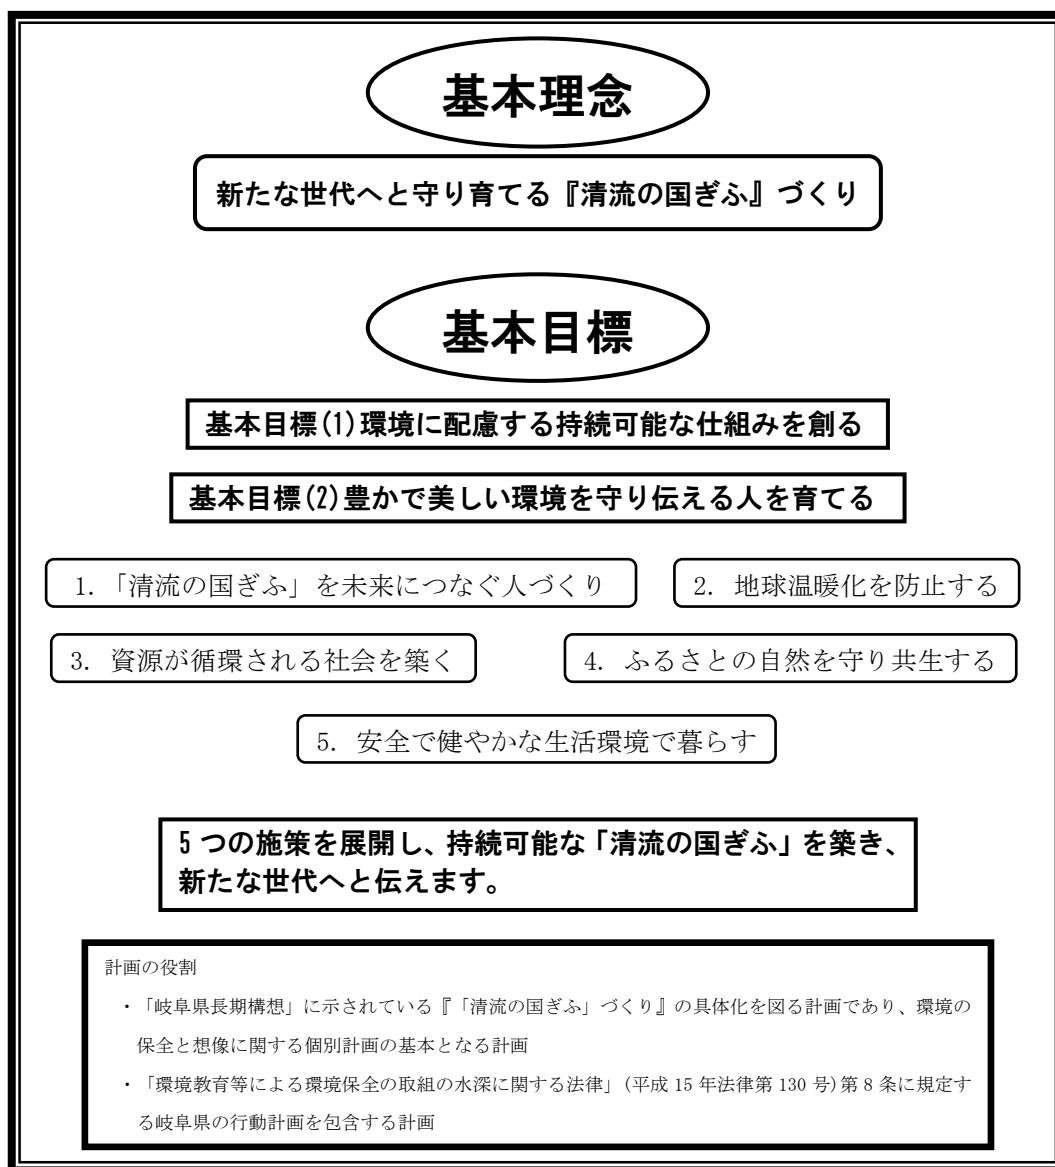 基本理念
新たな世代へと守り育てる『清流の国ぎふ』づくり
基本目標
基本目標(1)環境に配慮する持続可能な仕組みを創る
基本目標(2)豊かで美しい環境を守り伝える人を育てる
1. 「清流の国ぎふ」を未来につなぐ人づくり
2. 地球温暖化を防止する
3. 資源が循環される社会を築く
4. ふるさとの自然を守り共生する
5. 安全で健やかな生活環境で暮らす
5つの施策を展開し、持続可能な「清流の国ぎふ」を築き、
新たな世代へと伝えます。
計画の役割
・「岐阜県長期構想」に示されている『「清流の国ぎふ」づくり』の具体化を図る計画であり、環境の
保全と想像に関する個別計画の基本となる計画
・「環境教育等による環境保全の取組の水深に関する法律」(平成 15 年法律第 130 号)第 8 条に規定す
る岐阜県の行動計画を包含する計画